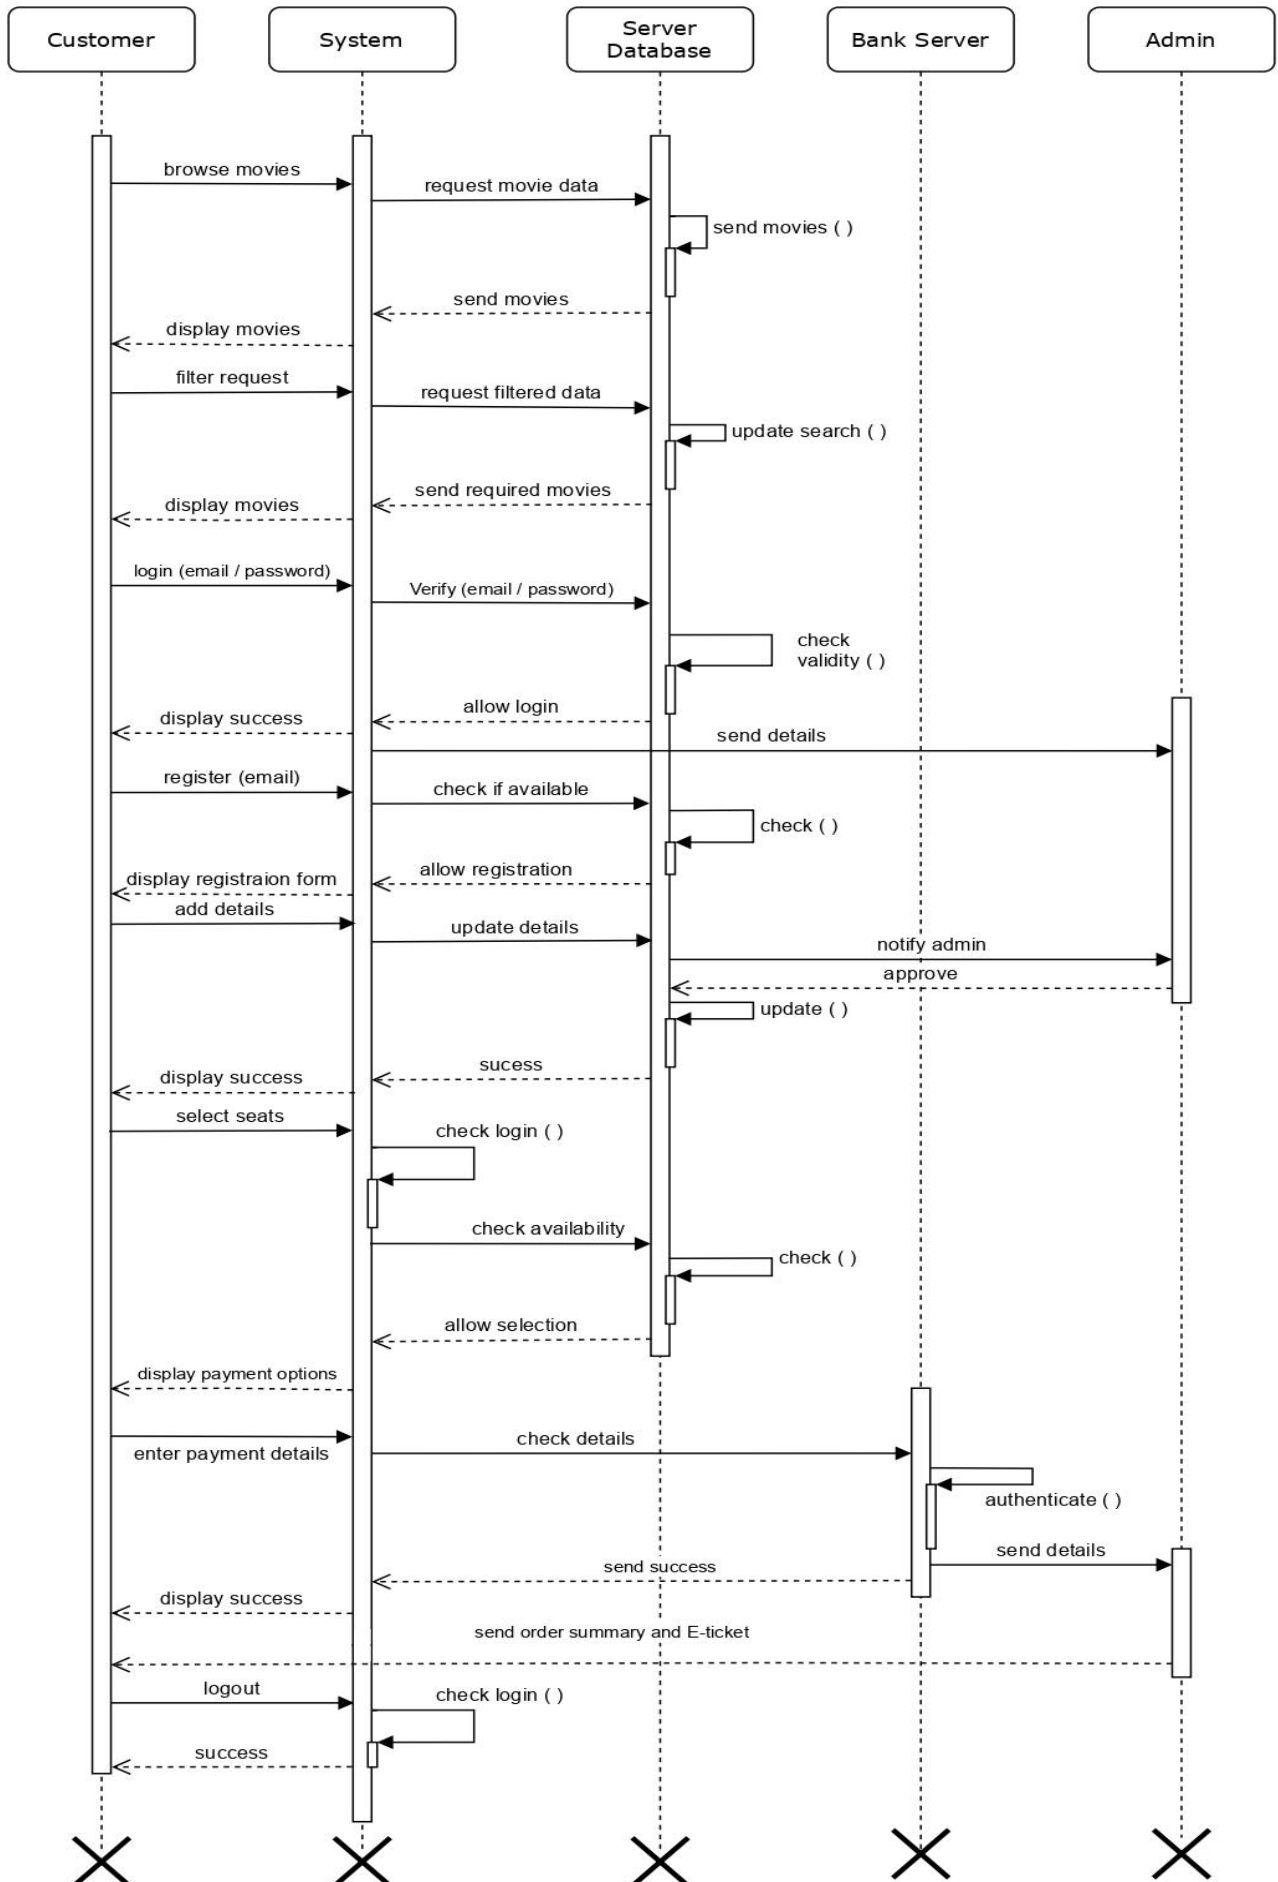 Customer
System
Server
Database
Bank Server
Admin
browse movies
request movie data
send movies ( )
send movies
display movies
filter request
request filtered data
update search ( )
send required movies
display movies
login (email / password)
Verify (email / password)
check
validity ( )
allow login
display success
send details
register (email)
check if available
check ( )
allow registration
display registraion form
add details
update details
notify admin
approve
update ( )
sucess
display success
select seats
check login ( )
check availability
check ( )
allow selection
display payment options
enter payment details
check details
authenticate ( )
send details
send success
display success
send order summary and E-ticket
logout
check login ( )
success